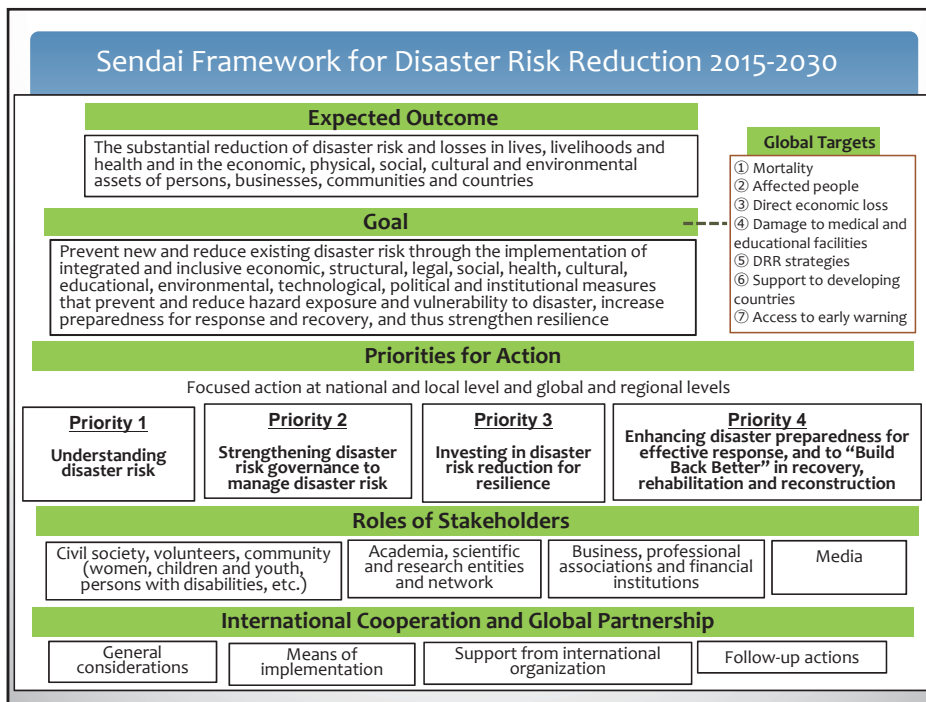 Sendai Framework for Disaster Risk Reduction 2015-2030
Expected Outcome
The substantial reduction of disaster risk and losses in lives, livelihoods and
health and in the economic, physical, social, cultural and environmental
assets of persons, businesses, communities and countries
Global Targets
① Mortality
② Affected people
③ Direct economic loss
④ Damage to medical and
educational facilities
⑤ DRR strategies
⑥ Support to developing
countries
⑦ Access to early warning
Goal
Prevent new and reduce existing disaster risk through the implementation of
integrated and inclusive economic, structural, legal, social, health, cultural,
educational, environmental, technological, political and institutional measures
that prevent and reduce hazard exposure and vulnerability to disaster, increase
preparedness for response and recovery, and thus strengthen resilience
Priorities for Action
Focused action at national and local level and global and regional levels
Priority 1
Understanding
disaster risk
Priority 2
Strengthening disaster
risk governance to
manage disaster risk
Priority 3
Investing in disaster
risk reduction for
resilience
Priority 4
Enhancing disaster preparedness for
effective response, and to “Build
Back Better” in recovery,
rehabilitation and reconstruction
Roles of Stakeholders
Civil society, volunteers, community
(women, children and youth,
persons with disabilities, etc.)
Academia, scientific
and research entities
and network
Business, professional
associations and financial
institutions
Media
International Cooperation and Global Partnership
General
considerations
Means of
implementation
Support from international
organization
Follow-up actions